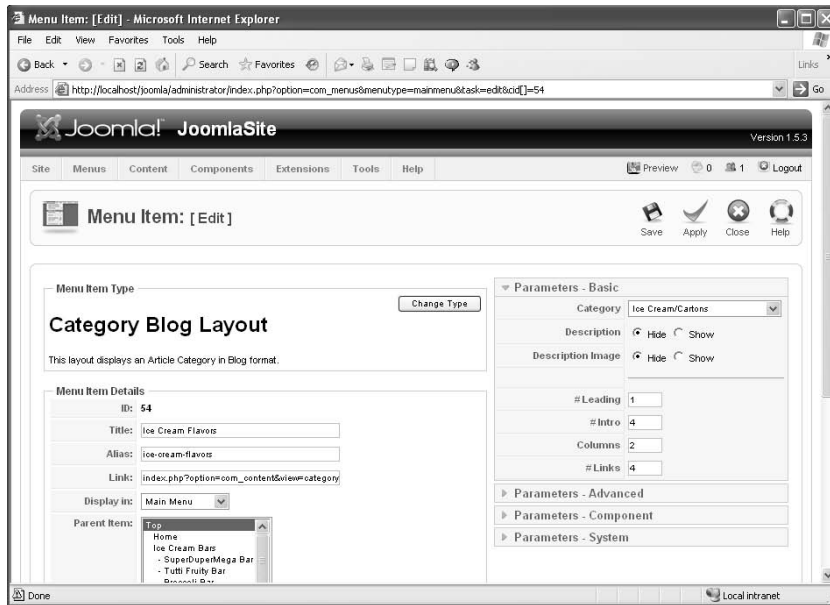 Menu Item: [Edit] - Microsoft Internet Explorer
File Edit View Favorites Tools Help
Back Search Favorites Links
Address http://localhost/joomla/administrator/index.php?option=com_menus&menutype=mainmenu&task=edit&cid[]=54 Go
Joomla! JoomlaSite
Version 1.5.3
Site Menus Content Components Extensions Tools Help Preview 0 1 Logout
Menu Item: [Edit]
Save Apply Close Help
Menu Item Type
Change Type
Category Blog Layout
This layout displays an Article Category in Blog format.
Menu Item Details
ID: 54
Title: Ice Cream Flavors
Alias: ice-cream-flavors
Link: index.php?option=com_content&view=category
Display in: Main Menu
Parent Item: Top
Home
Ice Cream Bars
- SuperDuperMega Bar
- Tutti Fruity Bar
- Broccoli Bar
Parameters - Basic
Category Ice Cream/Cartons
Description Hide Show
Description Image Hide Show
# Leading 1
# Intro 4
Columns 2
# Links 4
Parameters - Advanced
Parameters - Component
Parameters - System
Done Local intranet